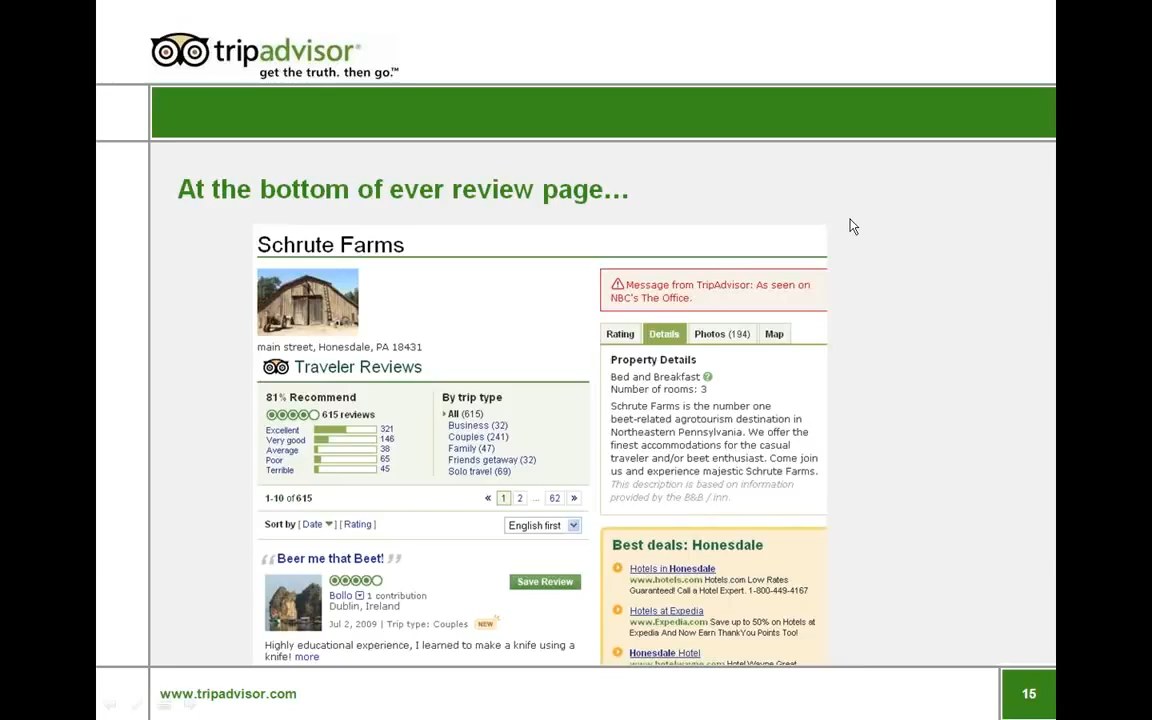 tripadvisor®
get the truth. then go.™
At the bottom of ever review page...
Schrute Farms
main street, Honesdale, PA 18431
Traveler Reviews
81% Recommend
615 reviews
Excellent 321
Very good 146
Average 38
Poor 65
Terrible 45
By trip type
All (615)
Business (32)
Couples (241)
Family (47)
Friends getaway (32)
Solo travel (69)
1-10 of 615 « 1 2 ... 62 »
Sort by [ Date ] [ Rating ] English first
"Beer me that Beet!"
Save Review
Bollo 1 contribution
Dublin, Ireland
Jul 2, 2009 | Trip type: Couples NEW
Highly educational experience, I learned to make a knife using a
knife! more
Message from TripAdvisor: As seen on
NBC's The Office.
Rating Details Photos (194) Map
Property Details
Bed and Breakfast ?
Number of rooms: 3
Schrute Farms is the number one
beet-related agrotourism destination in
Northeastern Pennsylvania. We offer the
finest accommodations for the casual
traveler and/or beet enthusiast. Come join
us and experience majestic Schrute Farms.
This description is based on information
provided by the B&B / inn.
Best deals: Honesdale
Hotels in Honesdale
www.hotels.com Hotels.com Low Rates
Guaranteed! Call a Hotel Expert. 1-800-449-4167
Hotels at Expedia
www.Expedia.com Save up to 50% on Hotels at
Expedia And Now Earn ThankYou Points Too!
Honesdale Hotel
www.hotelwayne.com Hotel Wayne Great
www.tripadvisor.com
15